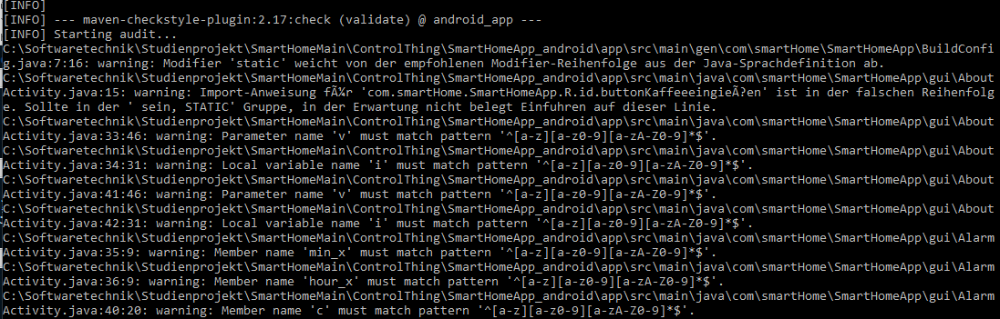 [INFO]
[INFO] --- maven-checkstyle-plugin:2.17:check (validate) @ android_app ---
[INFO] Starting audit...
C:\Softwaretechnik\Studienprojekt\SmartHomeMain\ControlThing\SmartHomeApp_android\app\src\main\gen\com\smartHome\SmartHomeApp\BuildConfi
g.java:7:16: warning: Modifier 'static' weicht von der empfohlenen Modifier-Reihenfolge aus der Java-Sprachdefinition ab.
C:\Softwaretechnik\Studienprojekt\SmartHomeMain\ControlThing\SmartHomeApp_android\app\src\main\java\com\smartHome\SmartHomeApp\gui\About
Activity.java:15: warning: Import-Anweisung fÃ¼r 'com.smartHome.SmartHomeApp.R.id.buttonKaffeeeingieÃ?en' ist in der falschen Reihenfolg
e. Sollte in der ' sein, STATIC' Gruppe, in der Erwartung nicht belegt Einfuhren auf dieser Linie.
C:\Softwaretechnik\Studienprojekt\SmartHomeMain\ControlThing\SmartHomeApp_android\app\src\main\java\com\smartHome\SmartHomeApp\gui\About
Activity.java:33:46: warning: Parameter name 'v' must match pattern '^[a-z][a-z0-9][a-zA-Z0-9]*$'.
C:\Softwaretechnik\Studienprojekt\SmartHomeMain\ControlThing\SmartHomeApp_android\app\src\main\java\com\smartHome\SmartHomeApp\gui\About
Activity.java:34:31: warning: Local variable name 'i' must match pattern '^[a-z][a-z0-9][a-zA-Z0-9]*$'.
C:\Softwaretechnik\Studienprojekt\SmartHomeMain\ControlThing\SmartHomeApp_android\app\src\main\java\com\smartHome\SmartHomeApp\gui\About
Activity.java:41:46: warning: Parameter name 'v' must match pattern '^[a-z][a-z0-9][a-zA-Z0-9]*$'.
C:\Softwaretechnik\Studienprojekt\SmartHomeMain\ControlThing\SmartHomeApp_android\app\src\main\java\com\smartHome\SmartHomeApp\gui\About
Activity.java:42:31: warning: Local variable name 'i' must match pattern '^[a-z][a-z0-9][a-zA-Z0-9]*$'.
C:\Softwaretechnik\Studienprojekt\SmartHomeMain\ControlThing\SmartHomeApp_android\app\src\main\java\com\smartHome\SmartHomeApp\gui\Alarm
Activity.java:35:9: warning: Member name 'min_x' must match pattern '^[a-z][a-z0-9][a-zA-Z0-9]*$'.
C:\Softwaretechnik\Studienprojekt\SmartHomeMain\ControlThing\SmartHomeApp_android\app\src\main\java\com\smartHome\SmartHomeApp\gui\Alarm
Activity.java:36:9: warning: Member name 'hour_x' must match pattern '^[a-z][a-z0-9][a-zA-Z0-9]*$'.
C:\Softwaretechnik\Studienprojekt\SmartHomeMain\ControlThing\SmartHomeApp_android\app\src\main\java\com\smartHome\SmartHomeApp\gui\Alarm
Activity.java:40:20: warning: Member name 'c' must match pattern '^[a-z][a-z0-9][a-zA-Z0-9]*$'.